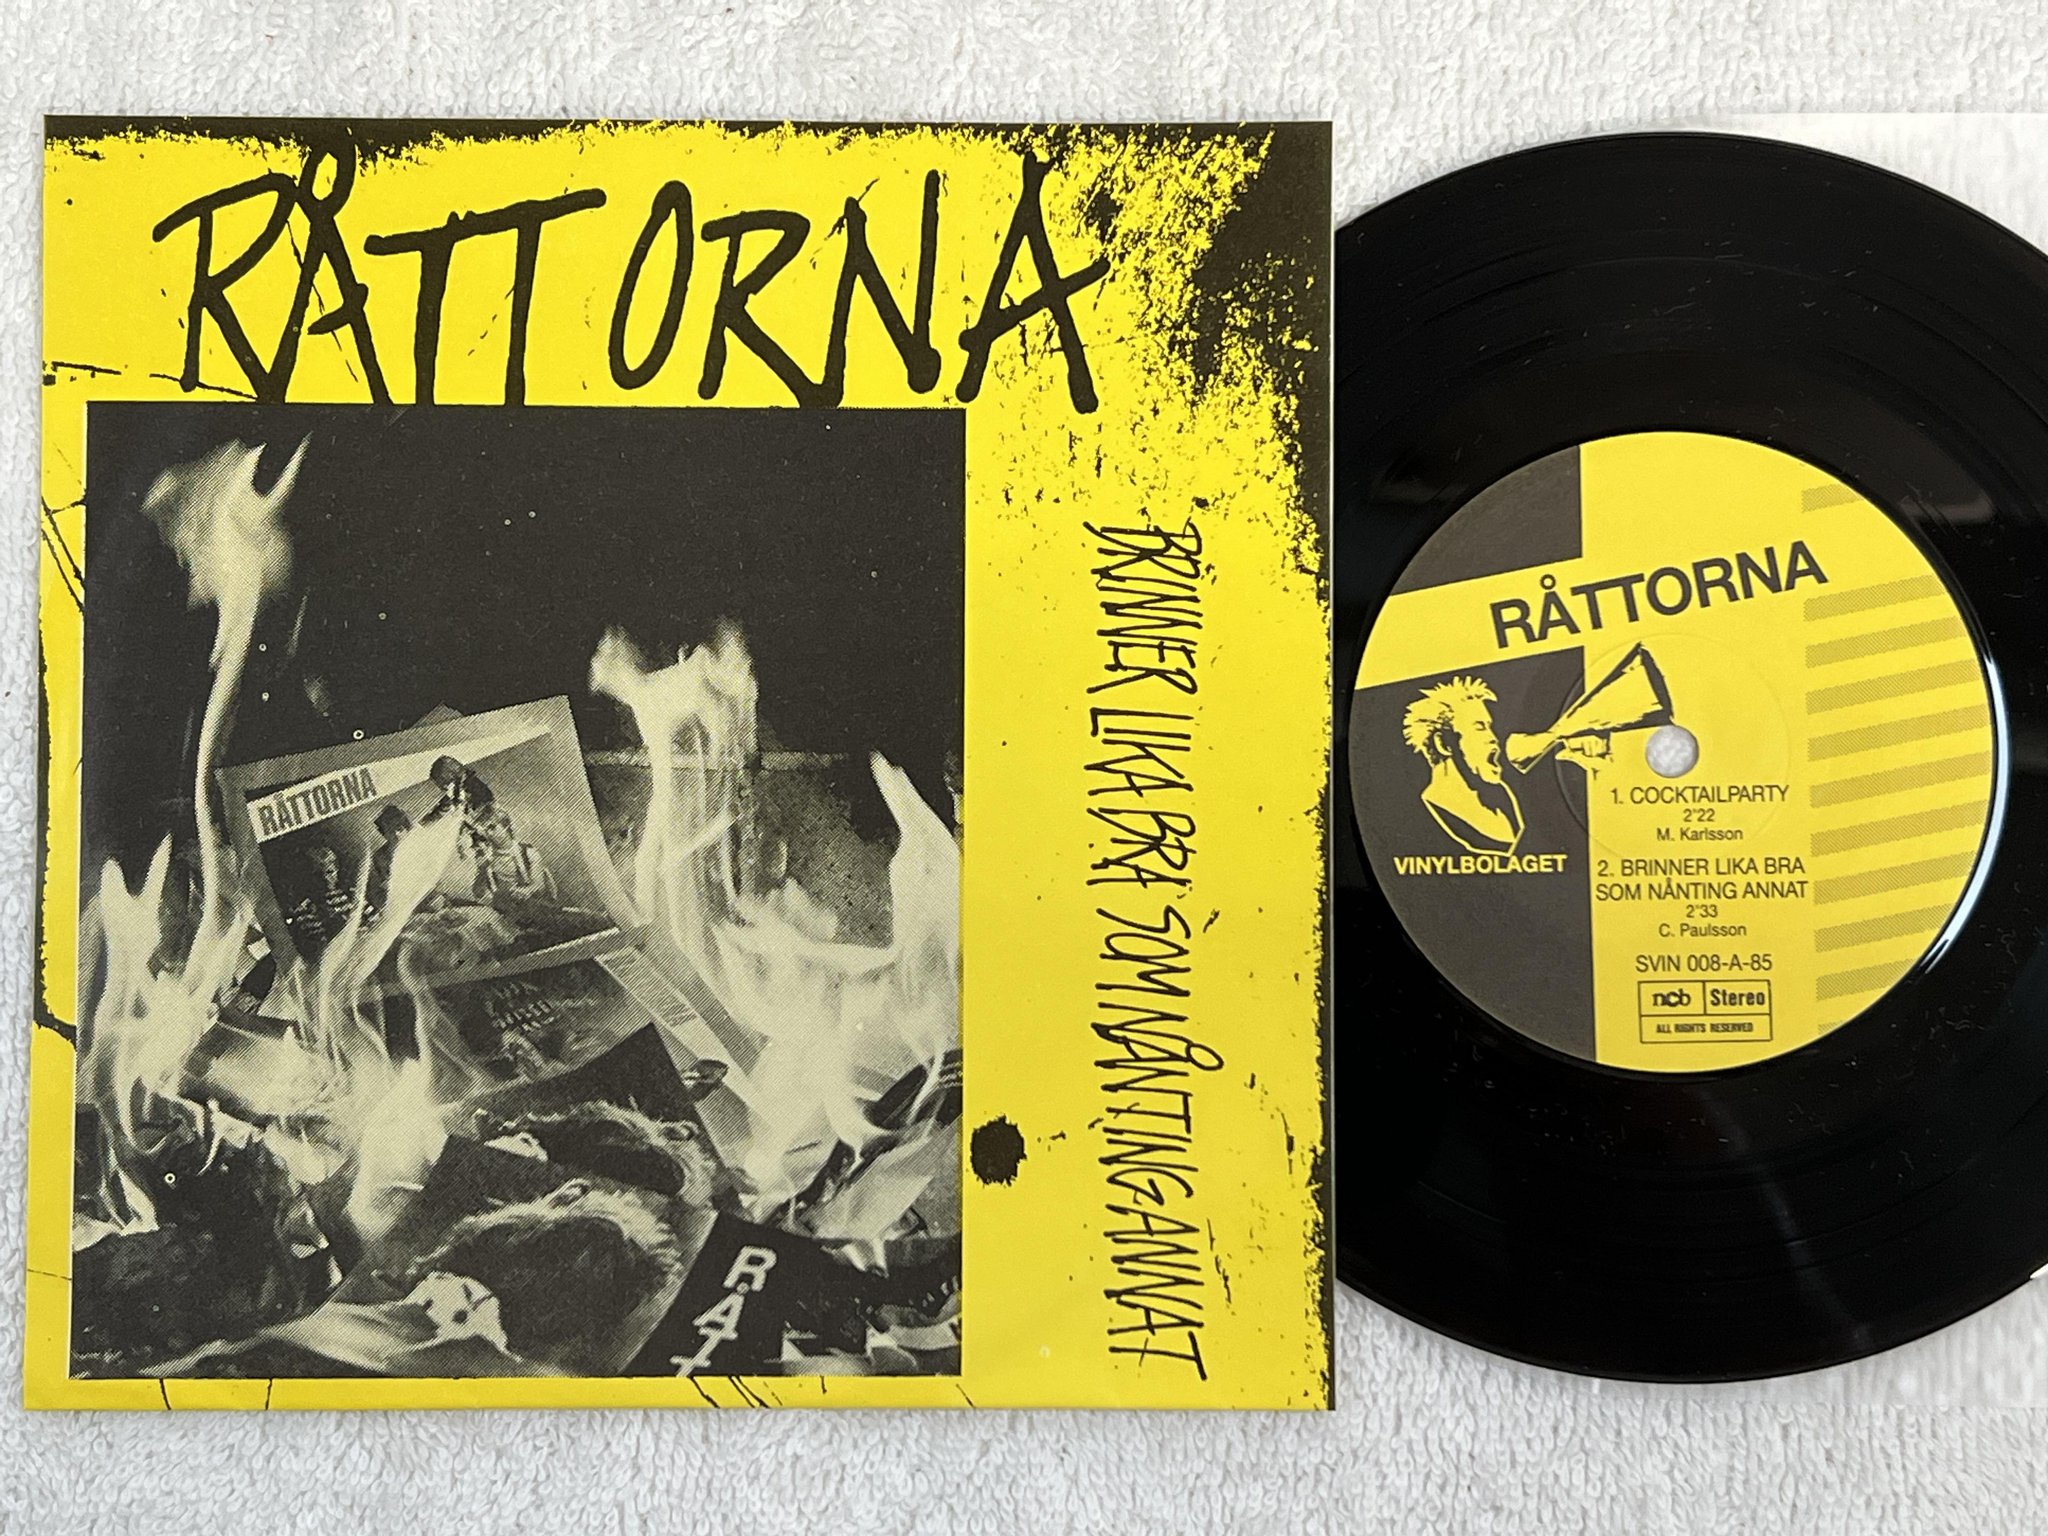 RÅTTORNA
BRINNER LIKA BRA SOM NÅNTING ANNAT
RÅTTORNA
RÅTT
RÅTTORNA
VINYLBOLAGET
1. COCKTAILPARTY
2"22
M. Karlsson
2. BRINNER LIKA BRA
SOM NÅNTING ANNAT
2"33
C. Paulsson
SVIN 008-A-85
ncb Stereo
ALL RIGHTS RESERVED